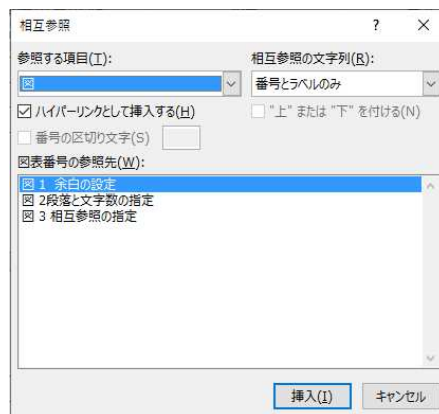 相互参照 ? ×
参照する項目(T): 相互参照の文字列(R):
図 番号とラベルのみ
ハイパーリンクとして挿入する(H) "上" または "下" を付ける(N)
番号の区切り文字(S)
図表番号の参照先(W):
図 1 余白の設定
図 2段落と文字数の指定
図 3 相互参照の指定
挿入(I) キャンセル